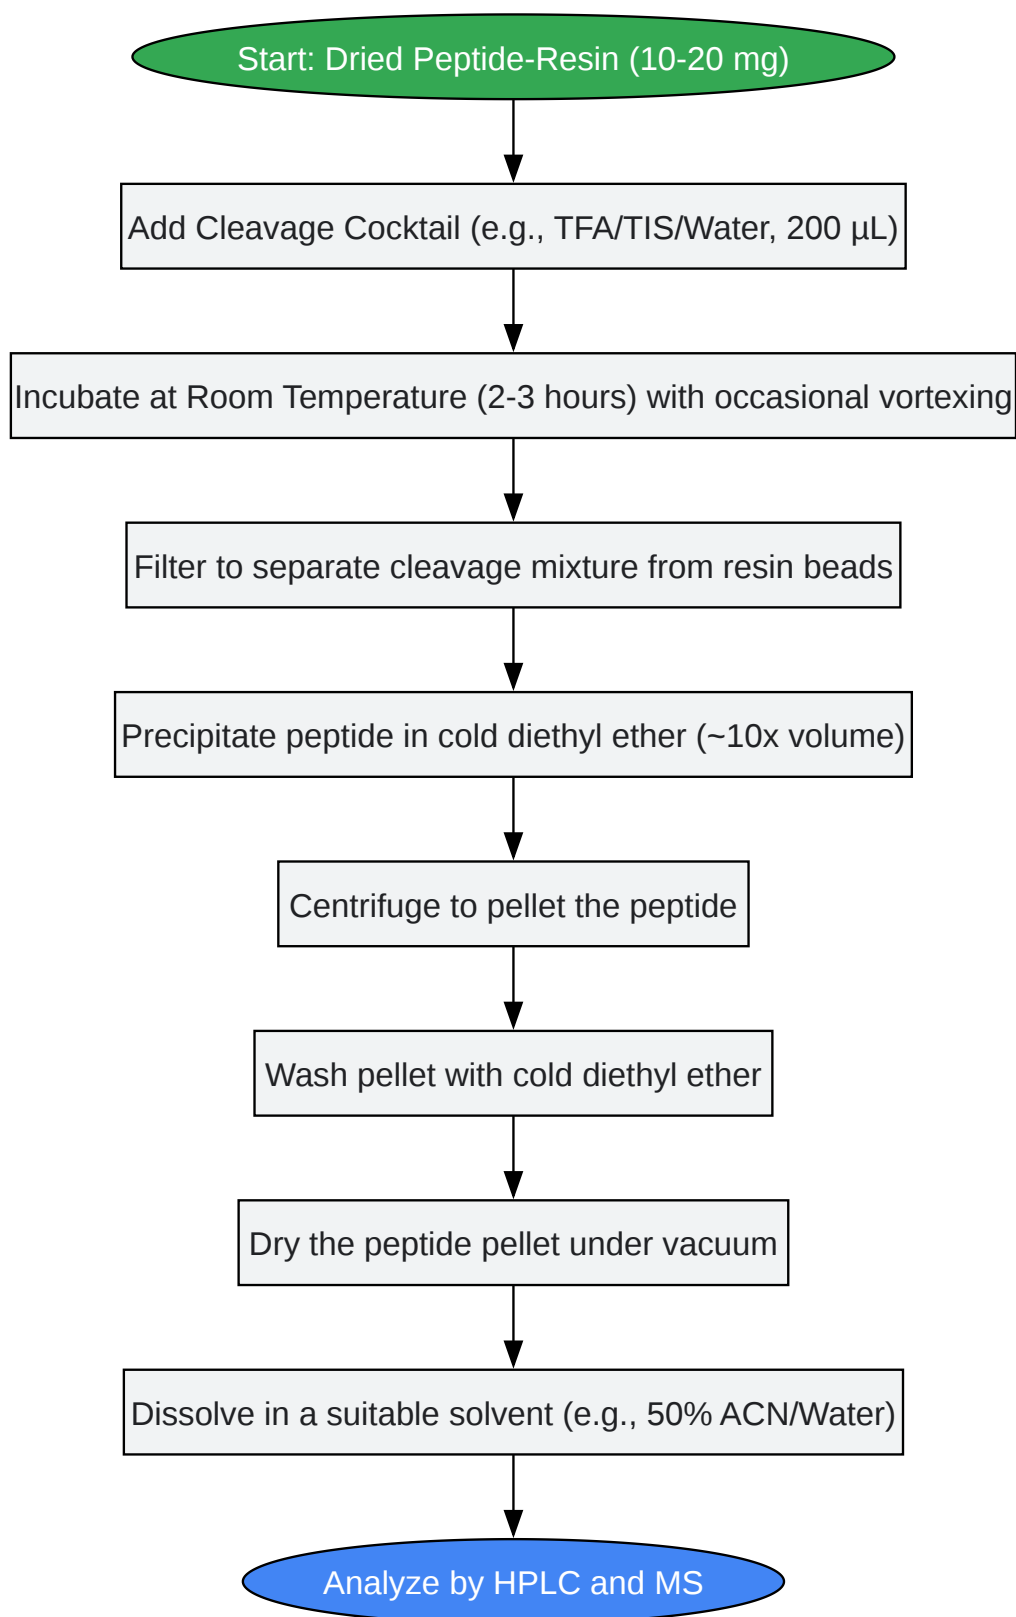 Start: Dried Peptide-Resin (10-20 mg)
Add Cleavage Cocktail (e.g., TFA/TIS/Water, 200 µL)
Incubate at Room Temperature (2-3 hours) with occasional vortexing
Filter to separate cleavage mixture from resin beads
Precipitate peptide in cold diethyl ether (~10x volume)
Centrifuge to pellet the peptide
Wash pellet with cold diethyl ether
Dry the peptide pellet under vacuum
Dissolve in a suitable solvent (e.g., 50% ACN/Water)
Analyze by HPLC and MS